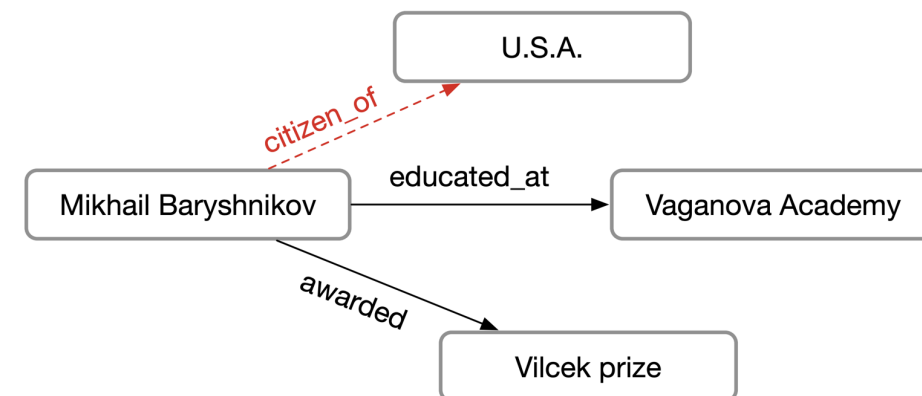 U.S.A.
citizen_of
educated_at
Mikhail Baryshnikov
Vaganova Academy
awarded
Vilcek prize